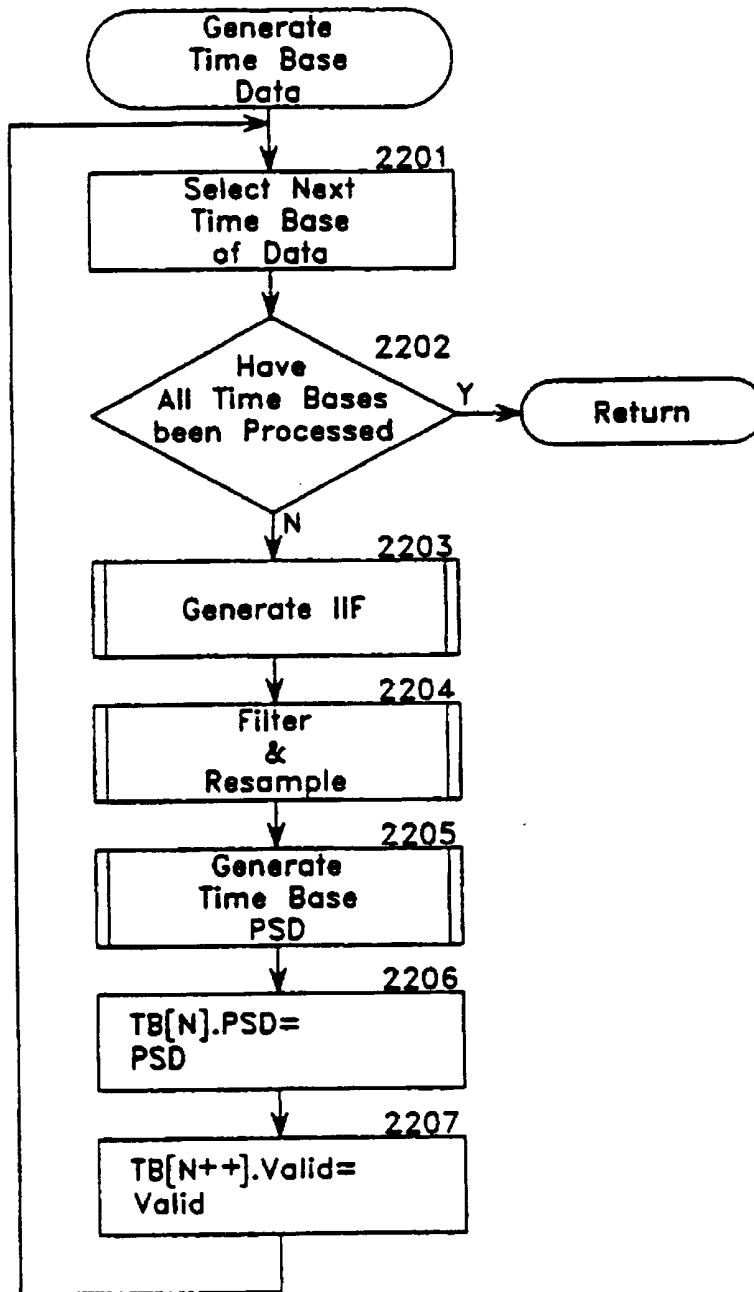 Generate
Time Base
Data
2201
Select Next
Time Base
of Data
2202
Have
All Time Bases
been Processed
Y
Return
N
2203
Generate IIF
2204
Filter
&
Resample
2205
Generate
Time Base
PSD
2206
TB[N].PSD=
PSD
2207
TB[N++].Valid=
Valid